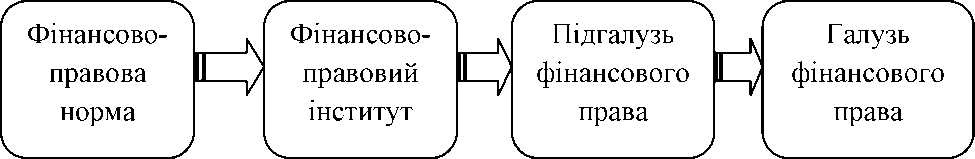 Фінансово-
правова
норма
Фінансово-
правовий
інститут
Підгалузь
фінансового
права
Галузь
фінансового
права